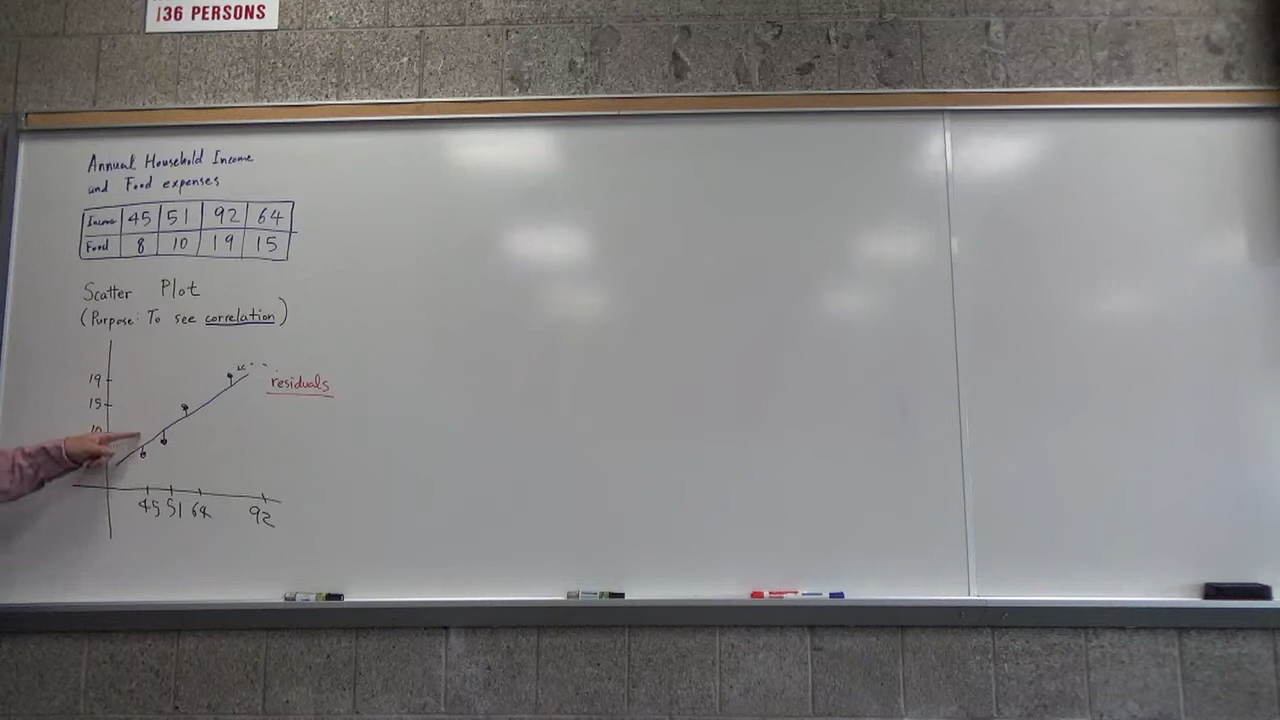 136 PERSONS
Annual Household Income
and Food expenses
Income 45 51 92 64
Food 8 10 19 15
Scatter Plot
(Purpose: To see correlation)
19
residuals
15
10
45 51 64 92